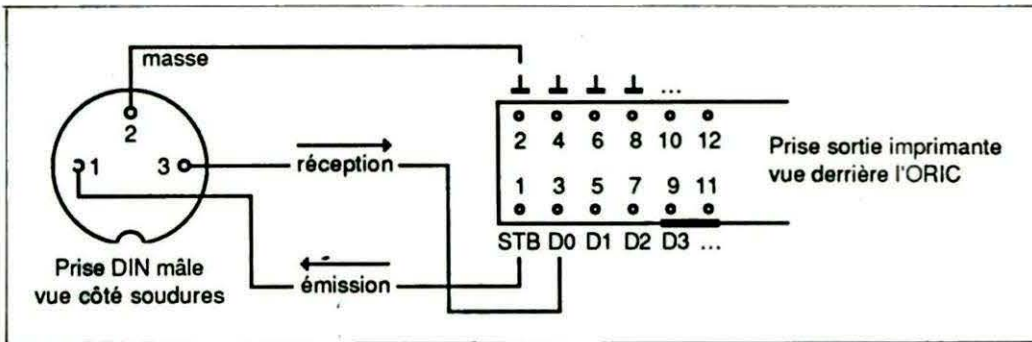 masse
2
1
3
réception
émission
Prise DIN mâle
vue côté soudures
...
2 4 6 8 10 12
1 3 5 7 9 11
STB D0 D1 D2 D3 ...
Prise sortie imprimante
vue derrière l'ORIC